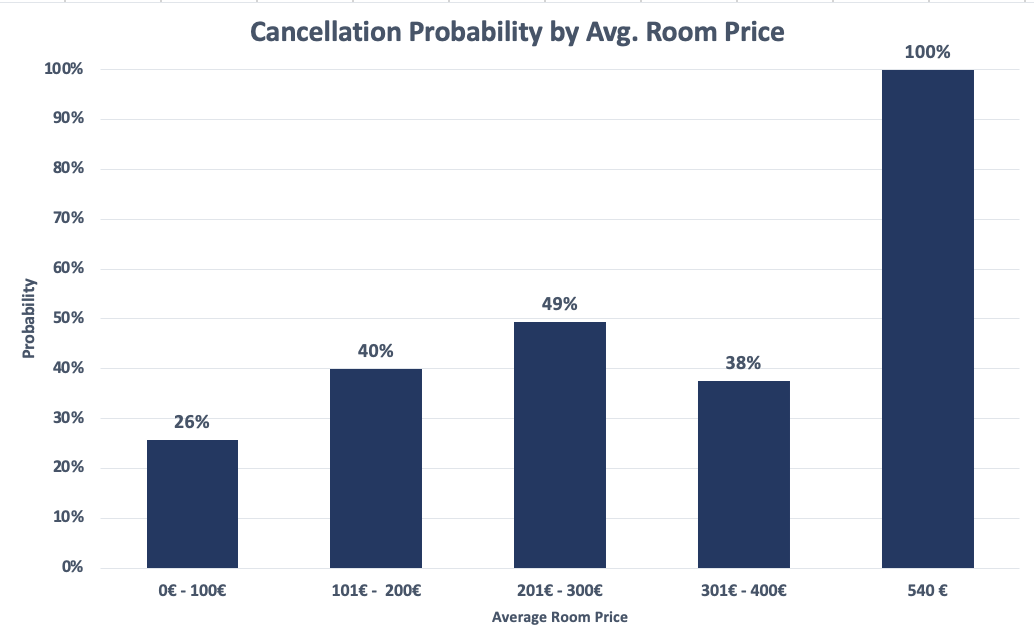 Cancellation Probability by Avg. Room Price
100%
100%
90%
80%
70%
60%
50%
40%
30%
20%
10%
0%
Probability
26%
40%
49%
38%
0€ - 100€
101€ -  200€
201€ - 300€
301€ - 400€
540 €
Average Room Price